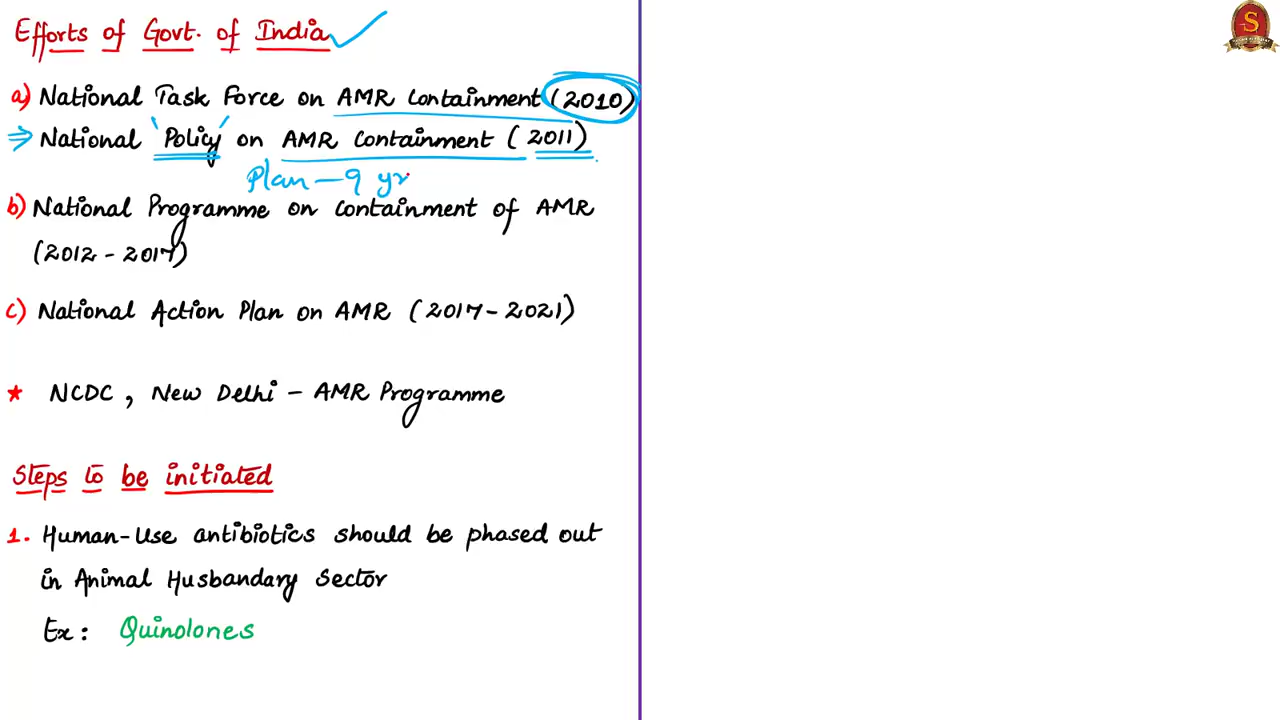 Efforts of Govt. of India
a) National Task Force on AMR Containment (2010)
⇒ National 'Policy' on AMR Containment (2011)
Plan – 9 yr
b) National Programme on Containment of AMR
(2012 - 2017)
c) National Action Plan on AMR (2017 - 2021)
* NCDC, New Delhi - AMR Programme
Steps to be initiated
1. Human-Use antibiotics should be phased out
in Animal Husbandary Sector
Ex: Quinolones
S